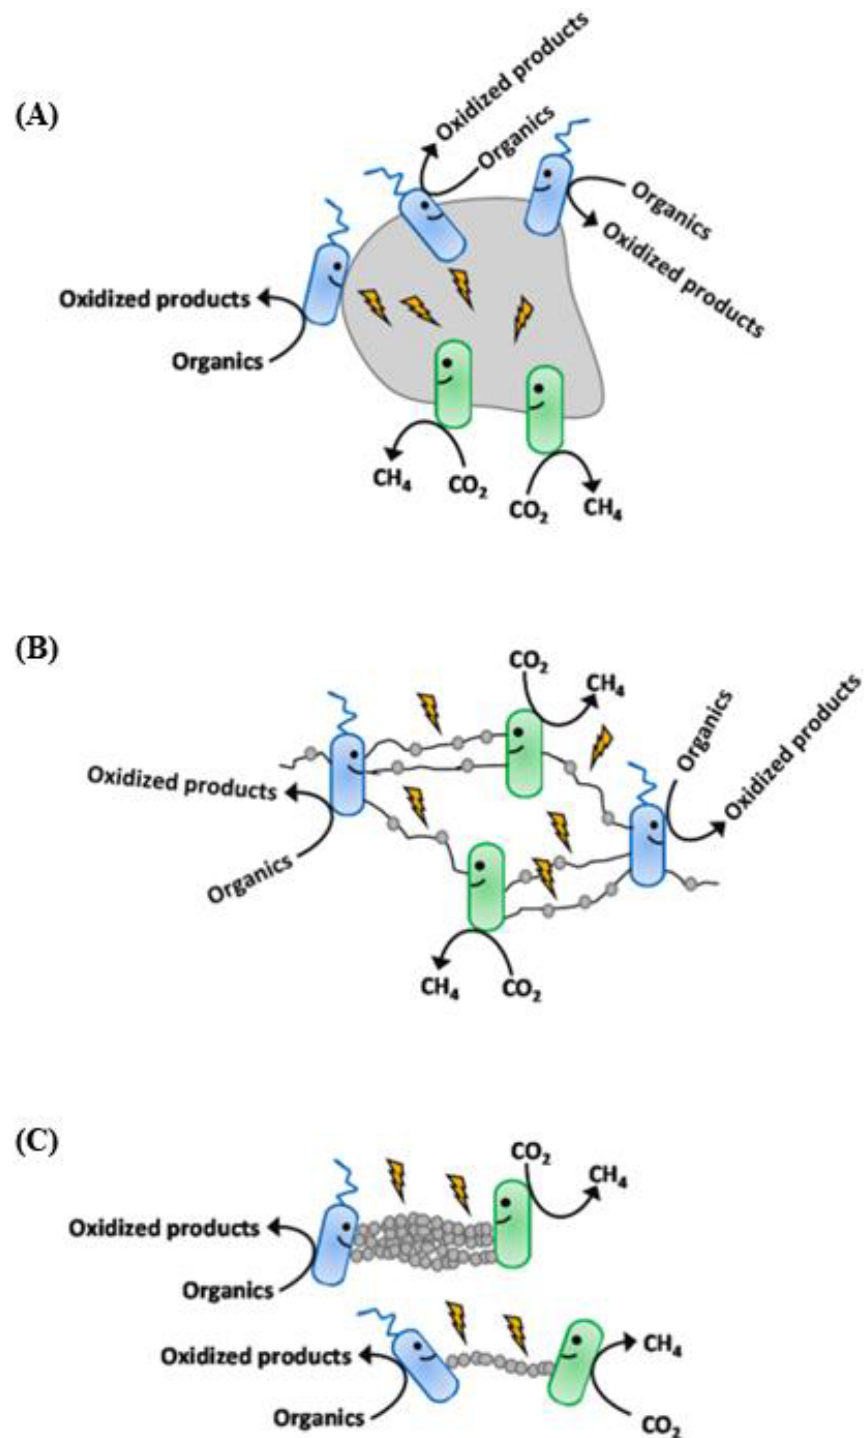 (A)
Oxidized products
Organics
Organics
Oxidized products
Oxidized products
Organics
CH₄
CO₂
CO₂
CH₄
(B)
CO₂
CH₄
Organics
Oxidized products
Oxidized products
Organics
CH₄
CO₂
(C)
CO₂
CH₄
Oxidized products
Organics
Oxidized products
CH₄
Organics
CO₂